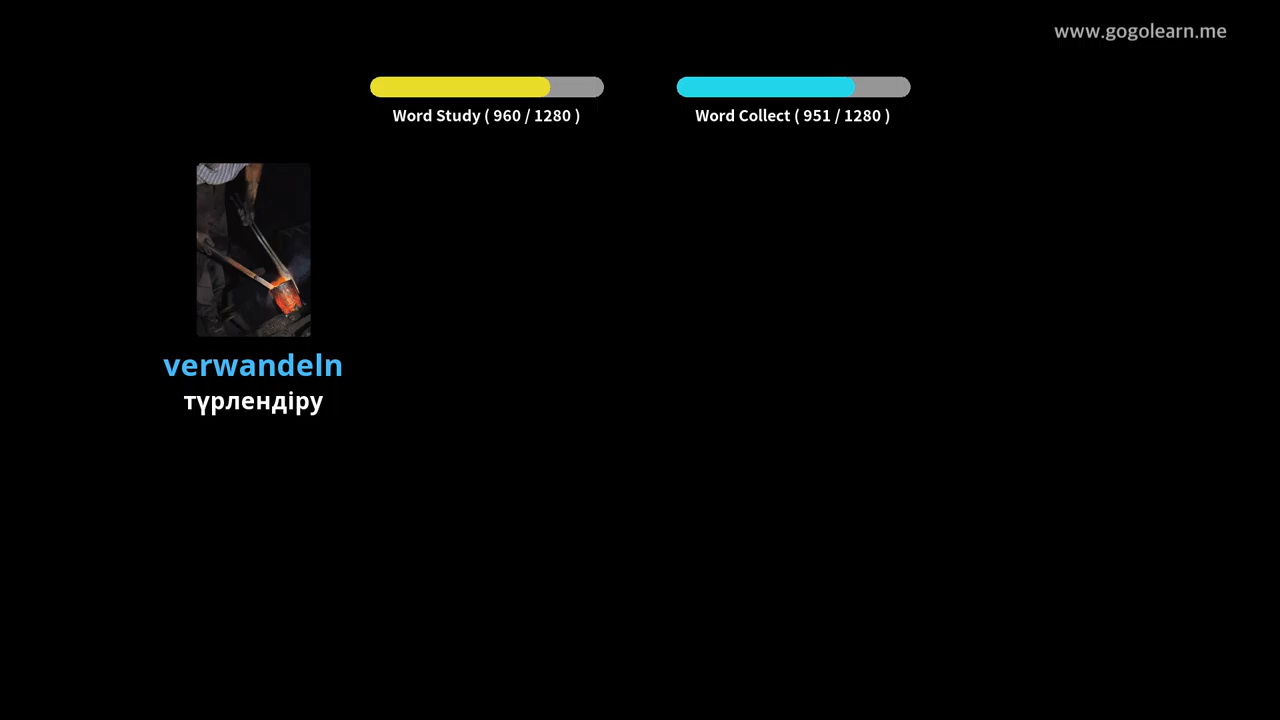 www.gogolearn.me
Word Study ( 960 / 1280 )
Word Collect ( 951 / 1280 )
verwandeln
түрлендіру